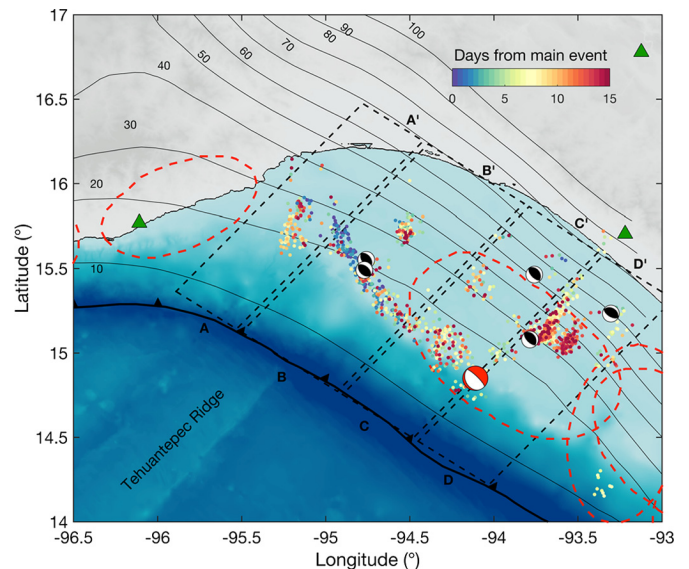 17
16.5
16
15.5
15
14.5
14
Latitude (°)
-96.5
-96
-95.5
-95
-94.5
-94
-93.5
-93
Longitude (°)
Days from main event
0
5
10
15
100
90
80
70
60
50
40
30
20
10
A'
B'
C'
D'
A
B
C
D
Tehuantepec Ridge